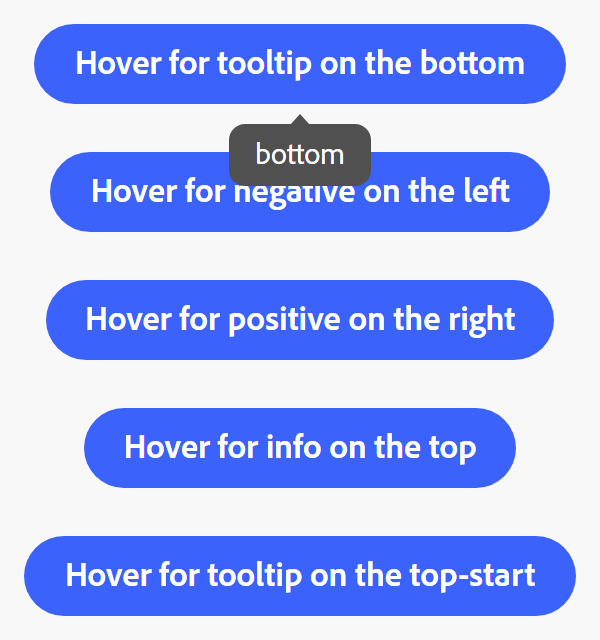 Hover for tooltip on the bottom
bottom
Hover for negative on the left
Hover for positive on the right
Hover for info on the top
Hover for tooltip on the top-start